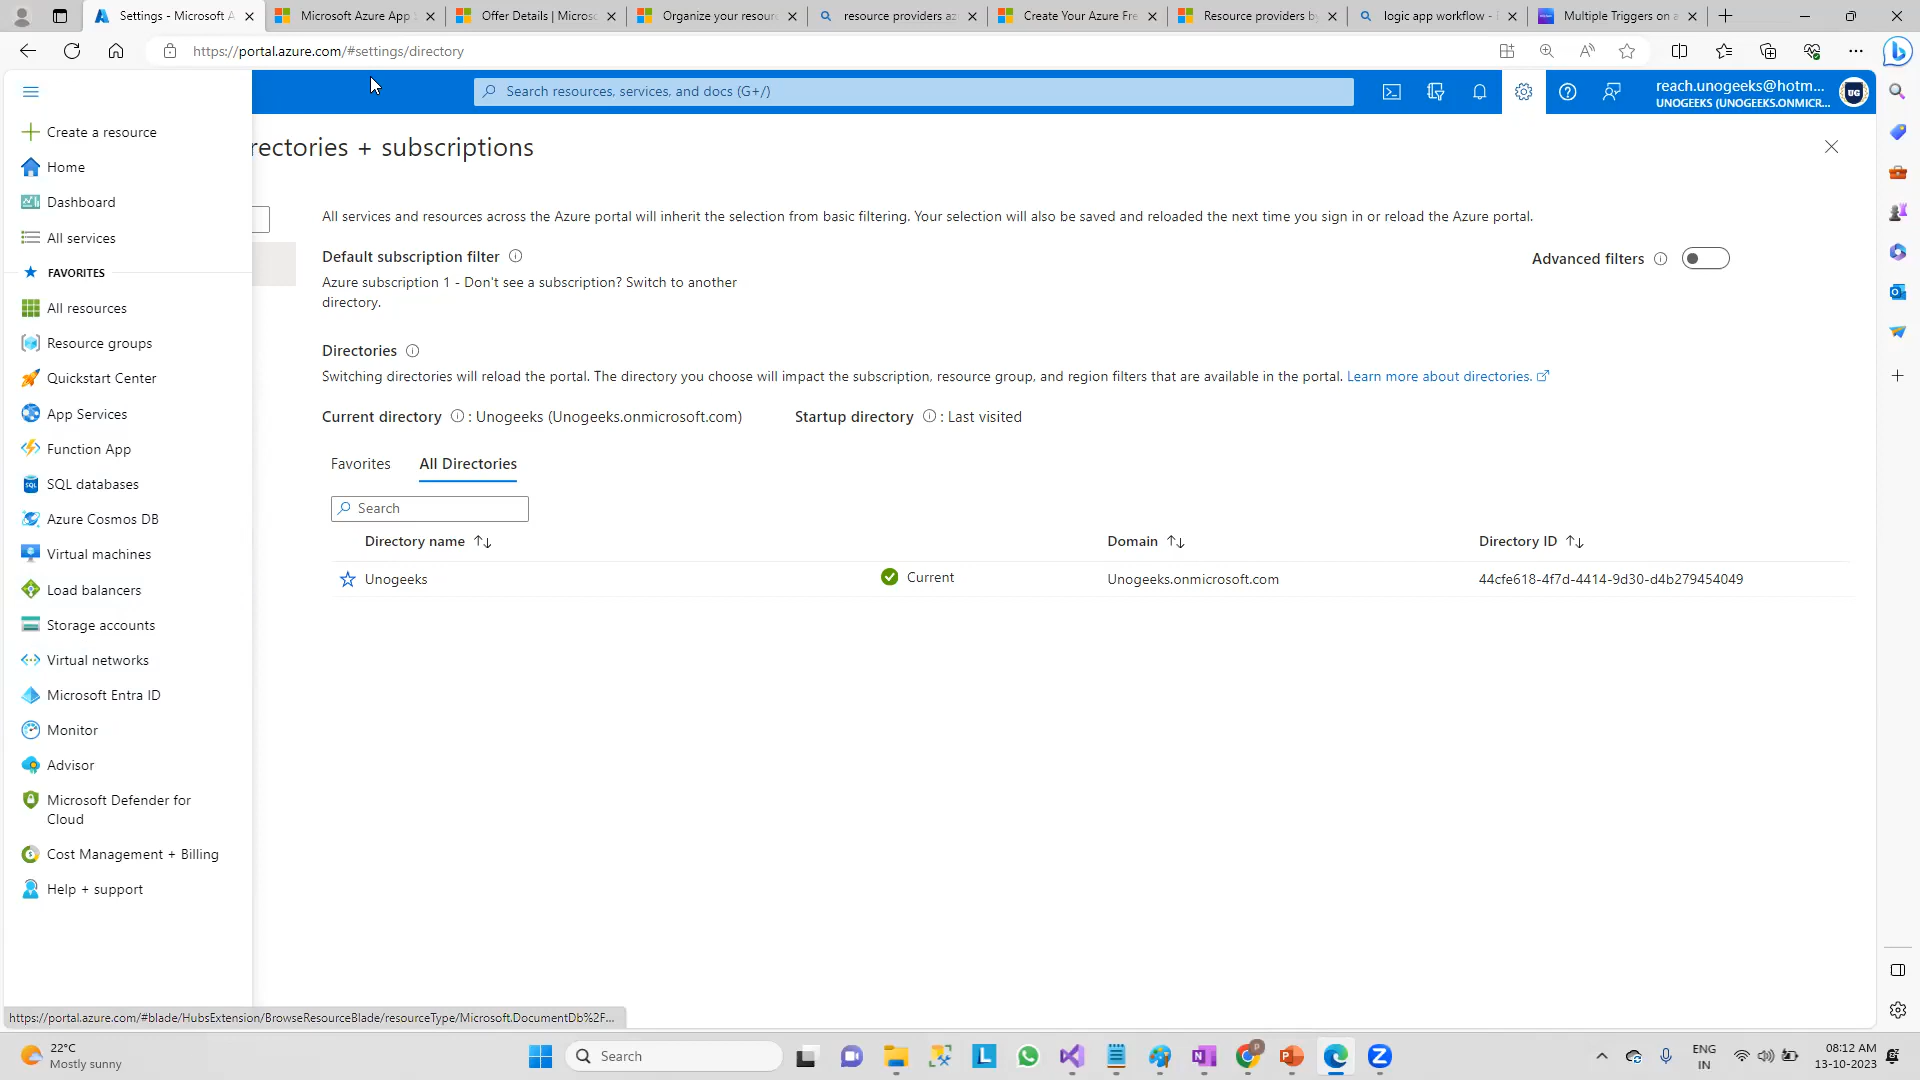 Settings - Microsoft A
Microsoft Azure App
Offer Details | Microso
Organize your resourc
resource providers az
Create Your Azure Fre
Resource providers by
logic app workflow -
Multiple Triggers on a
https://portal.azure.com/#settings/directory
Search resources, services, and docs (G+/)
reach.unogeeks@hotm...
UNOGEEKS (UNOGEEKS.ONMICR...
UG
Create a resource
Home
Dashboard
All services
FAVORITES
All resources
Resource groups
Quickstart Center
App Services
Function App
SQL databases
Azure Cosmos DB
Virtual machines
Load balancers
Storage accounts
Virtual networks
Microsoft Entra ID
Monitor
Advisor
Microsoft Defender for
Cloud
Cost Management + Billing
Help + support
rectories + subscriptions
All services and resources across the Azure portal will inherit the selection from basic filtering. Your selection will also be saved and reloaded the next time you sign in or reload the Azure portal.
Default subscription filter
Advanced filters
Azure subscription 1 - Don't see a subscription? Switch to another
directory.
Directories
Switching directories will reload the portal. The directory you choose will impact the subscription, resource group, and region filters that are available in the portal. Learn more about directories.
Current directory : Unogeeks (Unogeeks.onmicrosoft.com)
Startup directory : Last visited
Favorites
All Directories
Search
Directory name
Domain
Directory ID
Unogeeks
Current
Unogeeks.onmicrosoft.com
44cfe618-4f7d-4414-9d30-d4b279454049
https://portal.azure.com/#blade/HubsExtension/BrowseResourceBlade/resourceType/Microsoft.DocumentDb%2F...
22°C
Mostly sunny
Search
ENG
IN
08:12 AM
13-10-2023